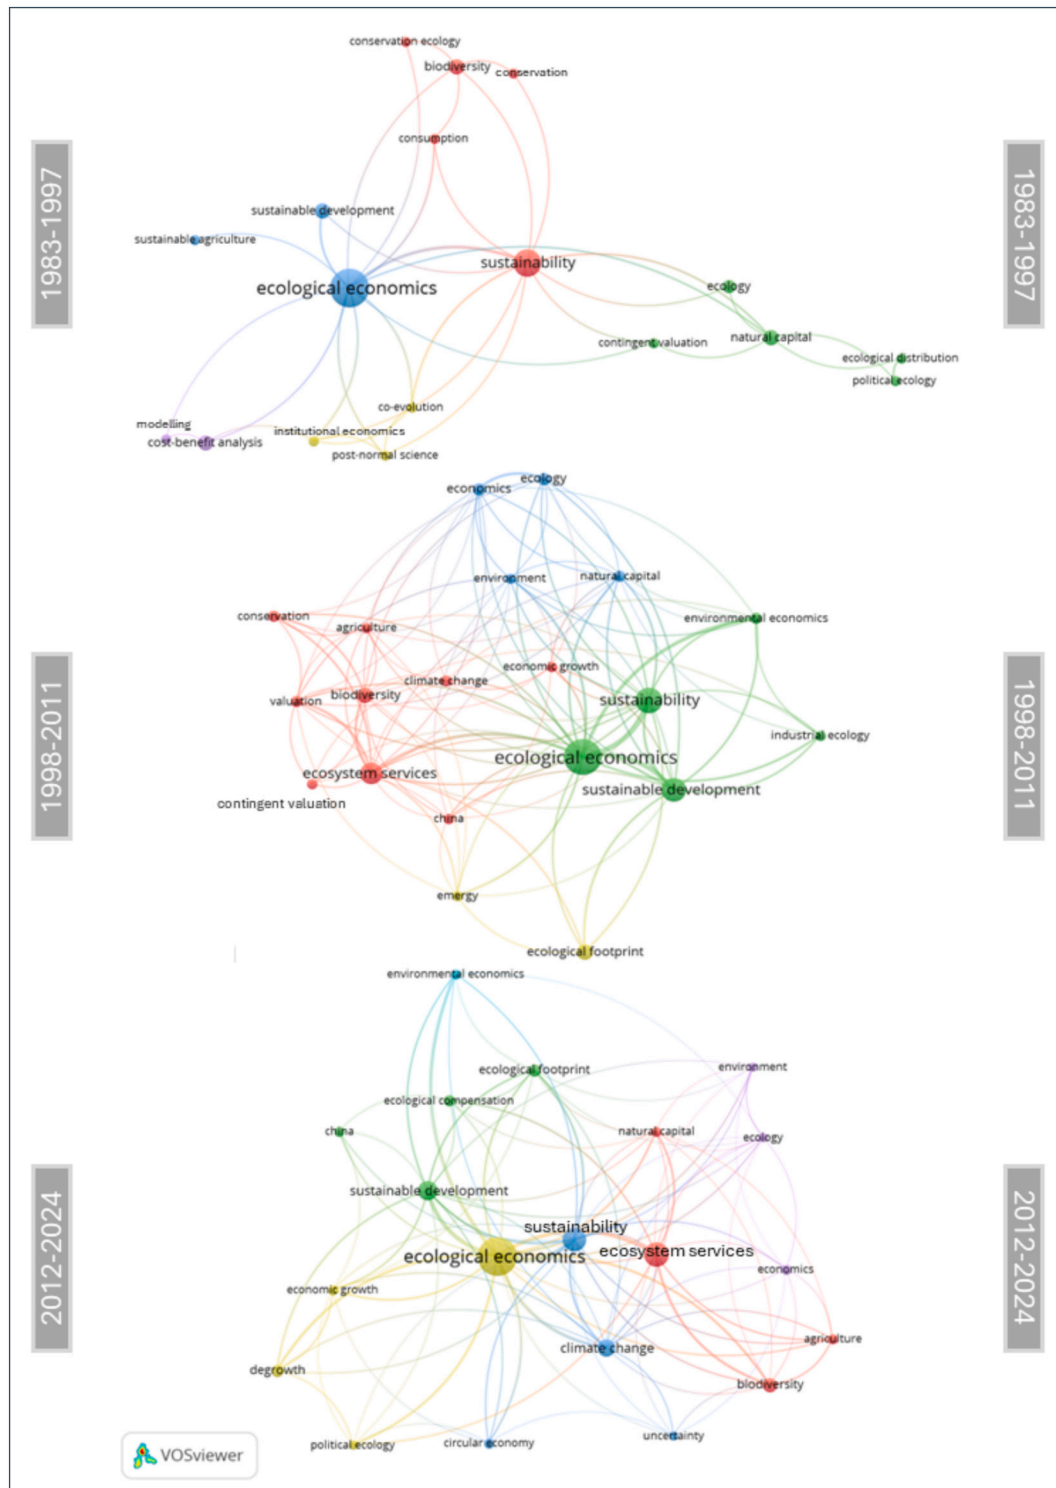 conservation ecology
biodiversity
conservation
consumption
1983-1997
1983-1997
sustainable development
sustainable agriculture
sustainability
ecological economics
ecology
natural capital
contingent valuation
ecological distribution
political ecology
co-evolution
modelling
institutional economics
cost-benefit analysis
post-normal science
ecology
economics
environment
natural capital
conservation
environmental economics
agriculture
economic growth
climate change
biodiversity
valuation
sustainability
1998-2011
1998-2011
industrial ecology
ecological economics
ecosystem services
sustainable development
contingent valuation
china
emergy
ecological footprint
environmental economics
ecological footprint
environment
ecological compensation
china
natural capital
ecology
sustainable development
sustainability
ecosystem services
ecological economics
2012-2024
2012-2024
economics
economic growth
agriculture
climate change
degrowth
biodiversity
uncertainty
political ecology
circular economy
VOSviewer